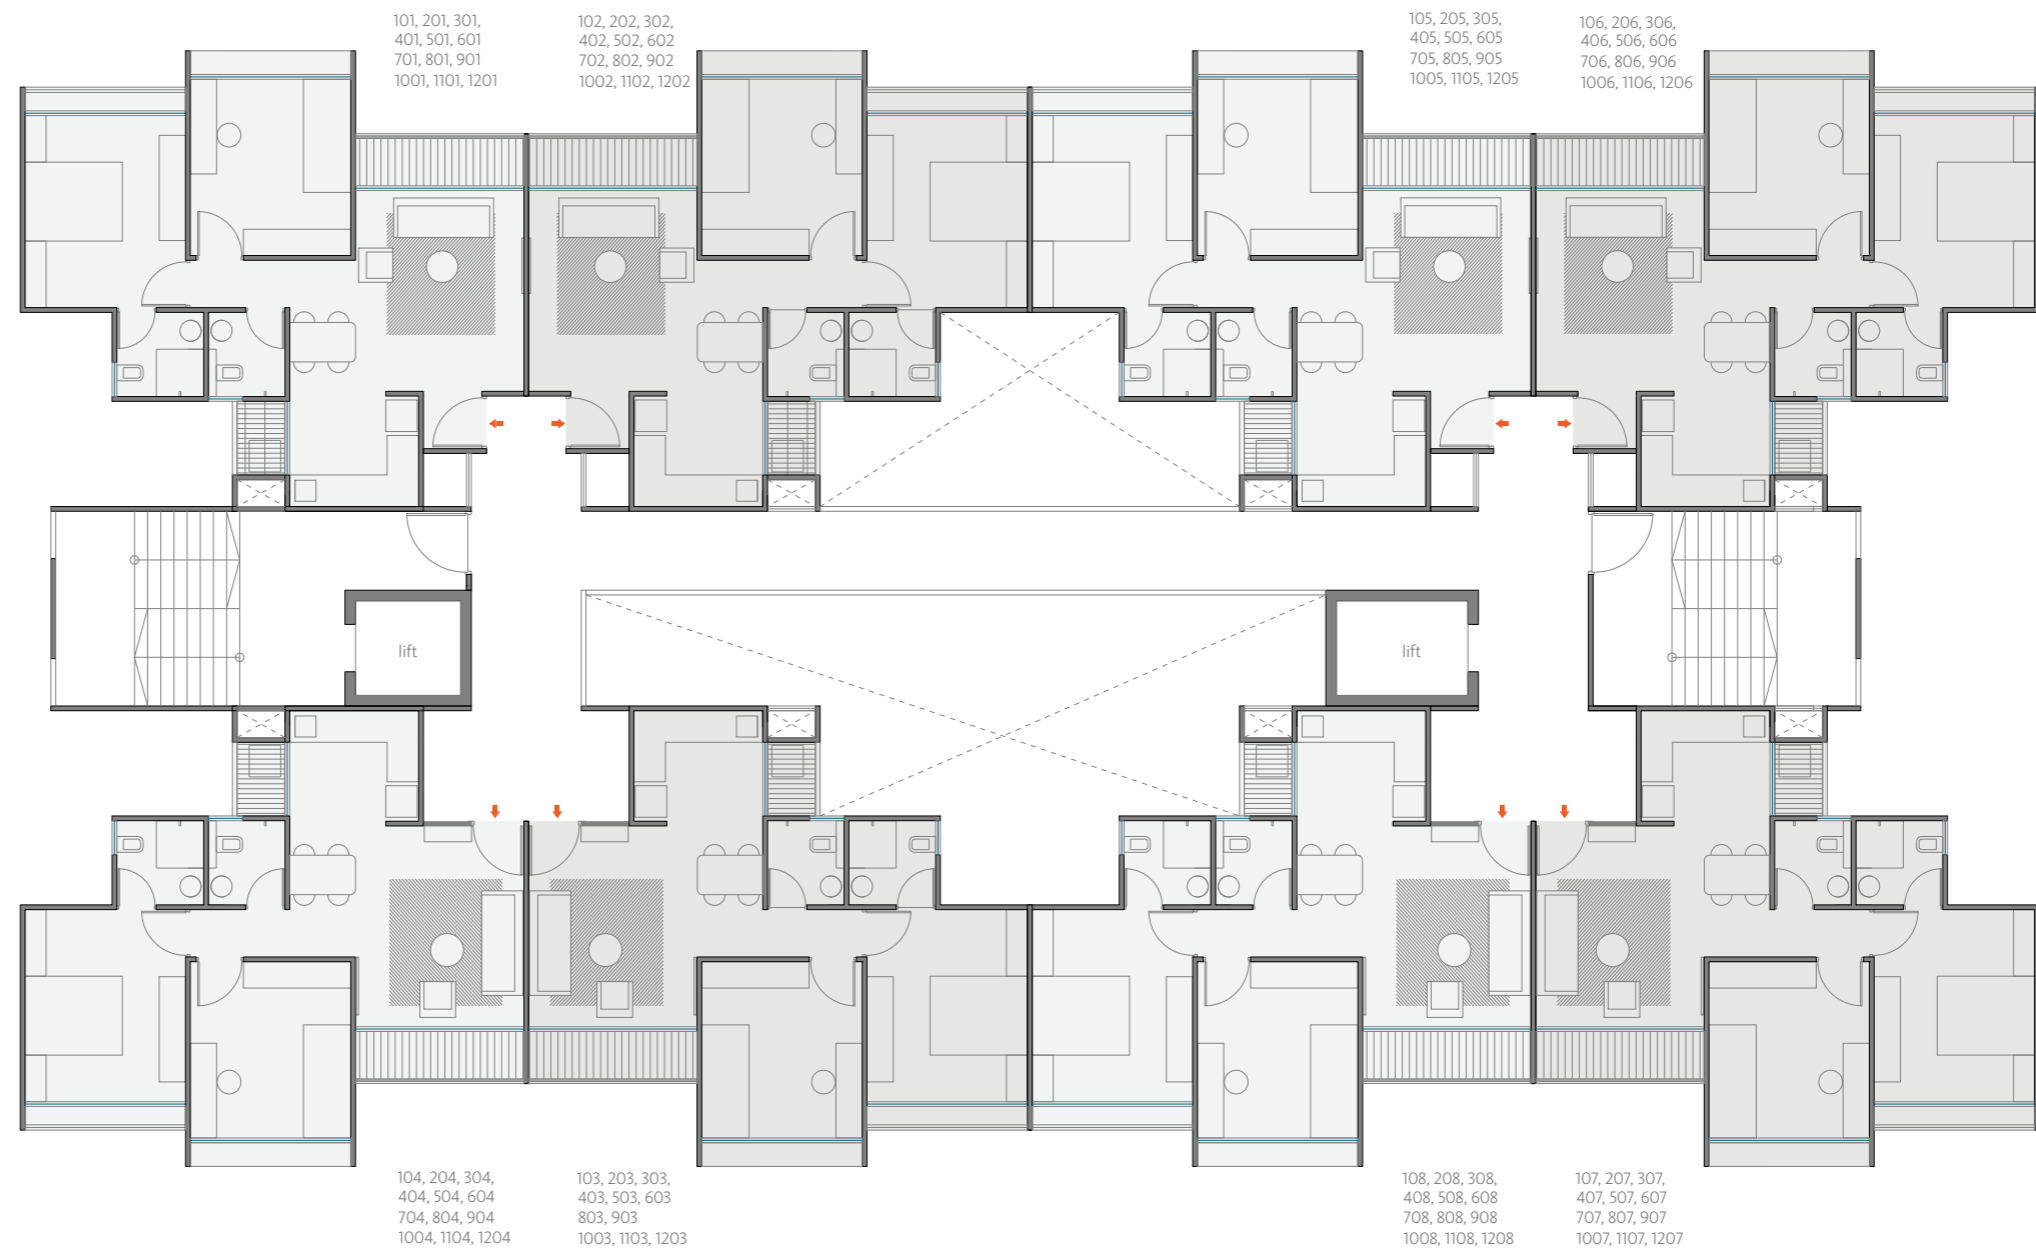 101, 201, 301,
401, 501, 601
701, 801, 901
1001, 1101, 1201
102, 202, 302,
402, 502, 602
702, 802, 902
1002, 1102, 1202
105, 205, 305,
405, 505, 605
705, 805, 905
1005, 1105, 1205
106, 206, 306,
406, 506, 606
706, 806, 906
1006, 1106, 1206
lift
lift
104, 204, 304,
404, 504, 604
704, 804, 904
1004, 1104, 1204
103, 203, 303,
403, 503, 603
803, 903
1003, 1103, 1203
108, 208, 308,
408, 508, 608
708, 808, 908
1008, 1108, 1208
107, 207, 307,
407, 507, 607
707, 807, 907
1007, 1107, 1207